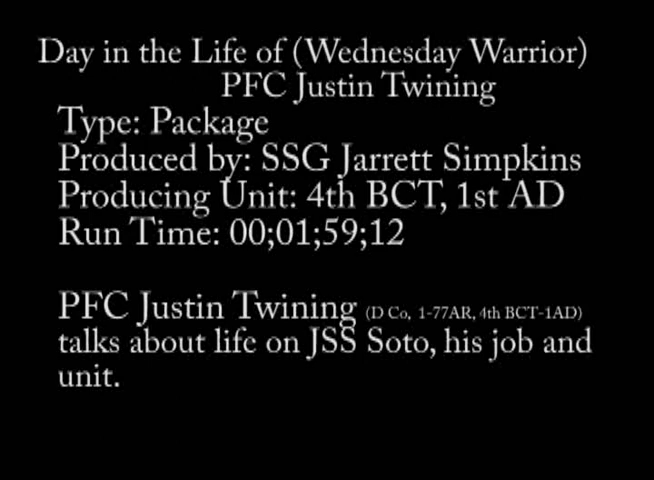 Day in the Life of (Wednesday Warrior)
PFC Justin Twining
Type: Package
Produced by: SSG Jarrett Simpkins
Producing Unit: 4th BCT, 1st AD
Run Time: 00;01;59;12
PFC Justin Twining (D Co, 1-77AR, 4th BCT-1AD)
talks about life on JSS Soto, his job and
unit.